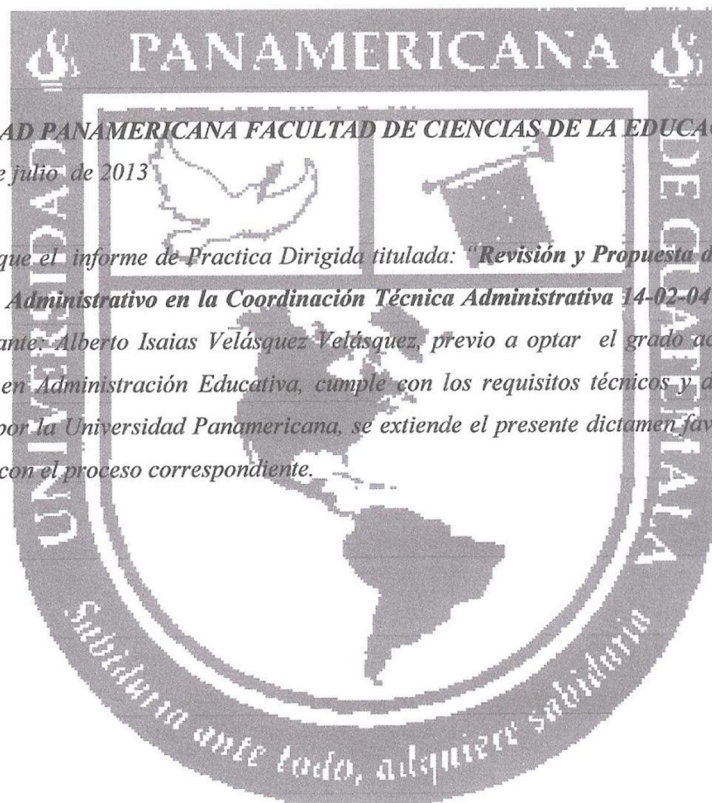 PANAMERICANA
UNIVERSIDAD
DE GUATEMALA
AD PANAMERICANA FACULTAD DE CIENCIAS DE LA EDUCA
e julio de 2013
que el informe de Practica Dirigida titulada: "Revisión y Propuesta d
Administrativo en la Coordinación Técnica Administrativa 14-02-04
ante: Alberto Isaias Velásquez Velásquez, previo a optar el grado ac
en Administración Educativa, cumple con los requisitos técnicos y d
por la Universidad Panamericana, se extiende el presente dictamen fav
con el proceso correspondiente.
Sabiduría ante todo, adquiere sabiduría